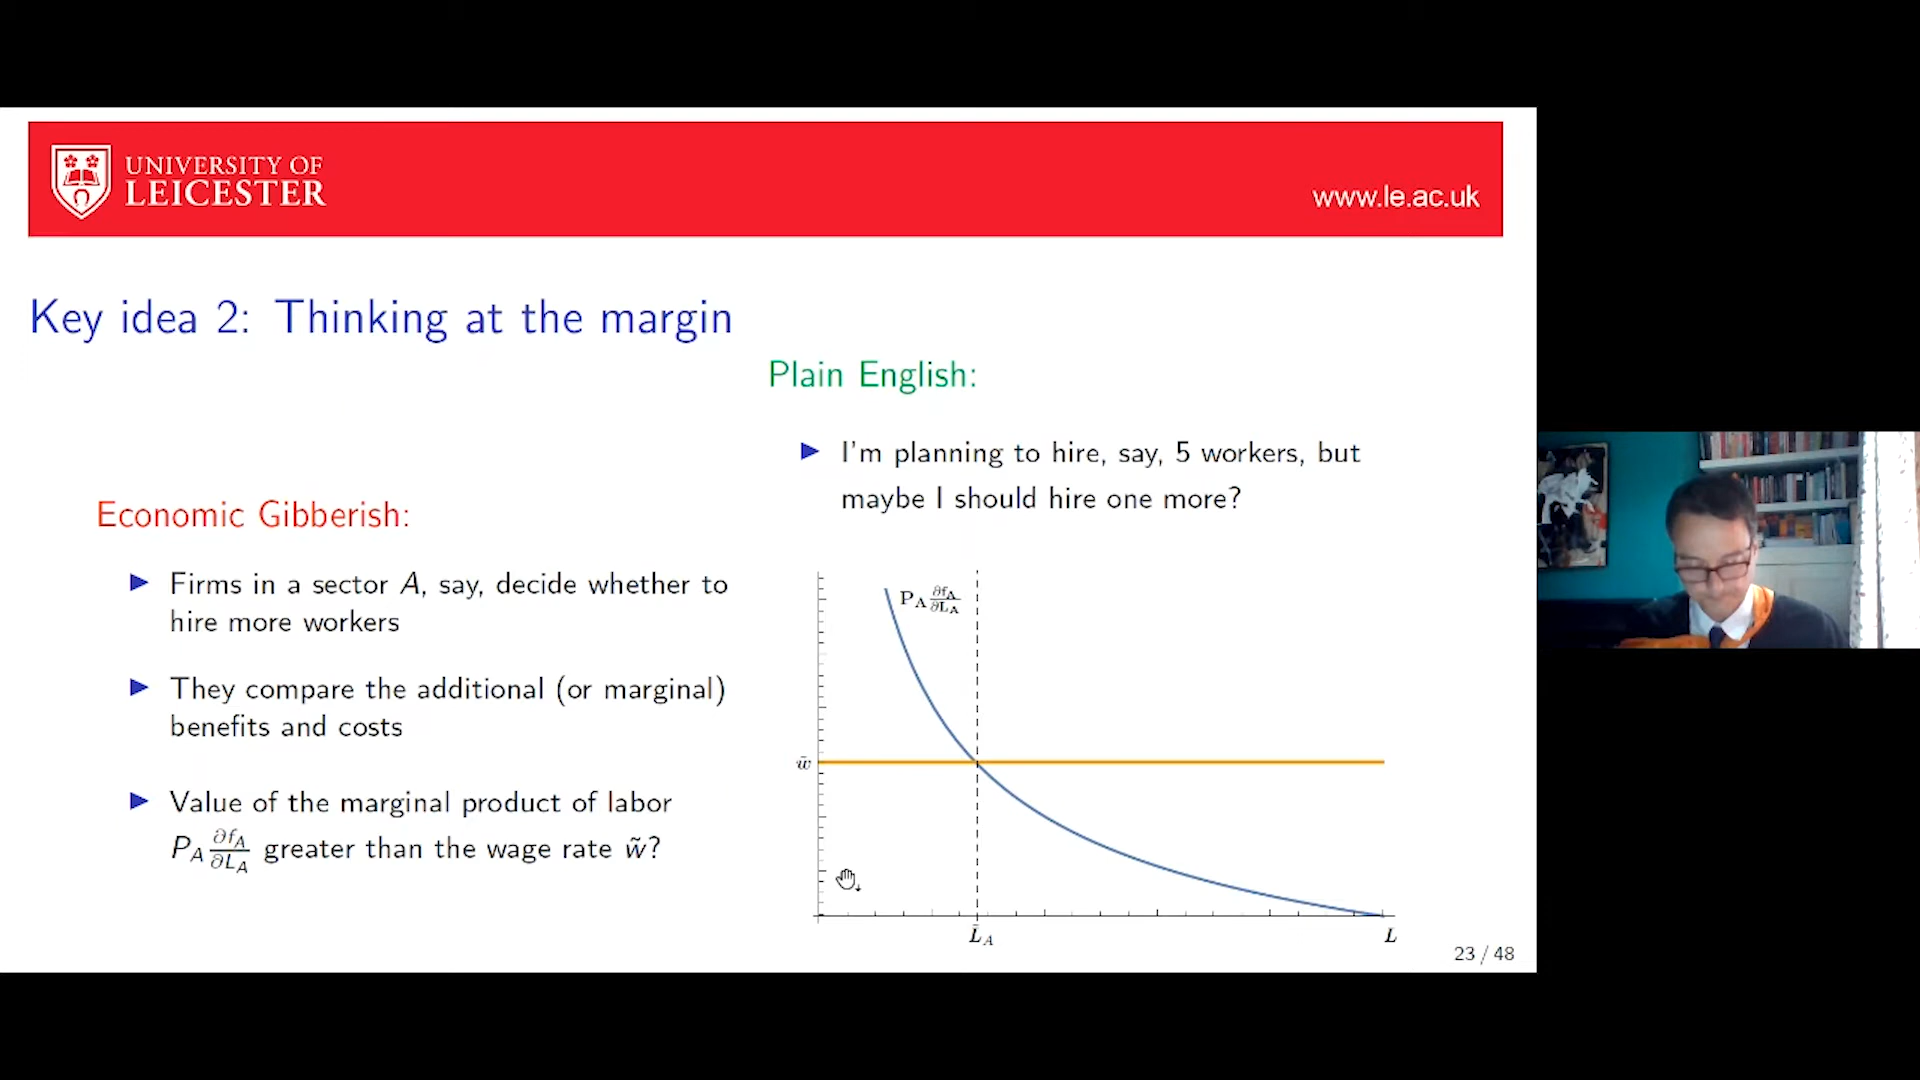 UNIVERSITY OF
LEICESTER
www.le.ac.uk
Key idea 2: Thinking at the margin
Economic Gibberish:
▶ Firms in a sector A, say, decide whether to
hire more workers
▶ They compare the additional (or marginal)
benefits and costs
▶ Value of the marginal product of labor
P_A ∂f_A/∂L_A greater than the wage rate w̃?
Plain English:
▶ I'm planning to hire, say, 5 workers, but
maybe I should hire one more?
P_A ∂f_A/∂L_A
w̃
L̄_A
L
23 / 48